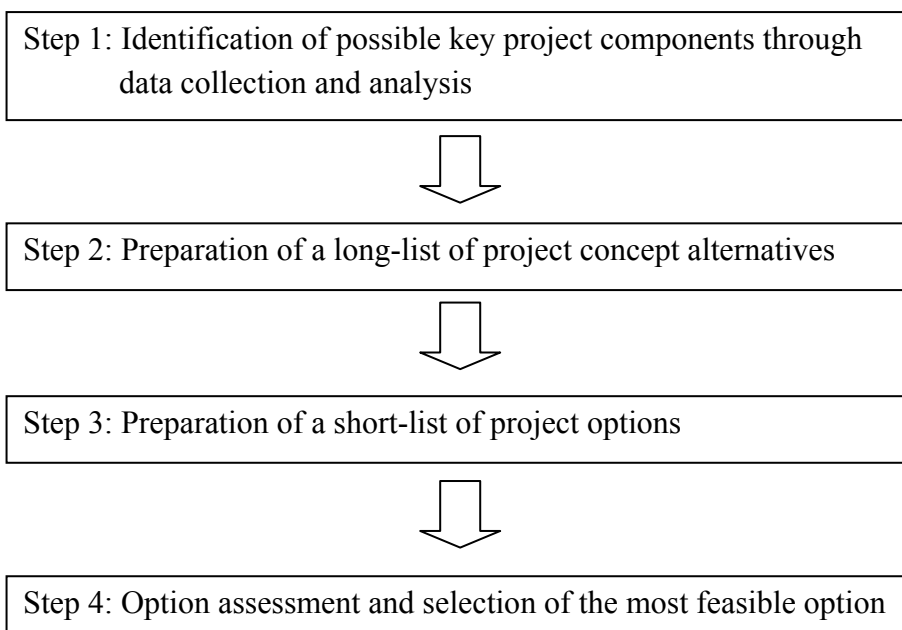 Step 1: Identification of possible key project components through
data collection and analysis
Step 2: Preparation of a long-list of project concept alternatives
Step 3: Preparation of a short-list of project options
Step 4: Option assessment and selection of the most feasible option